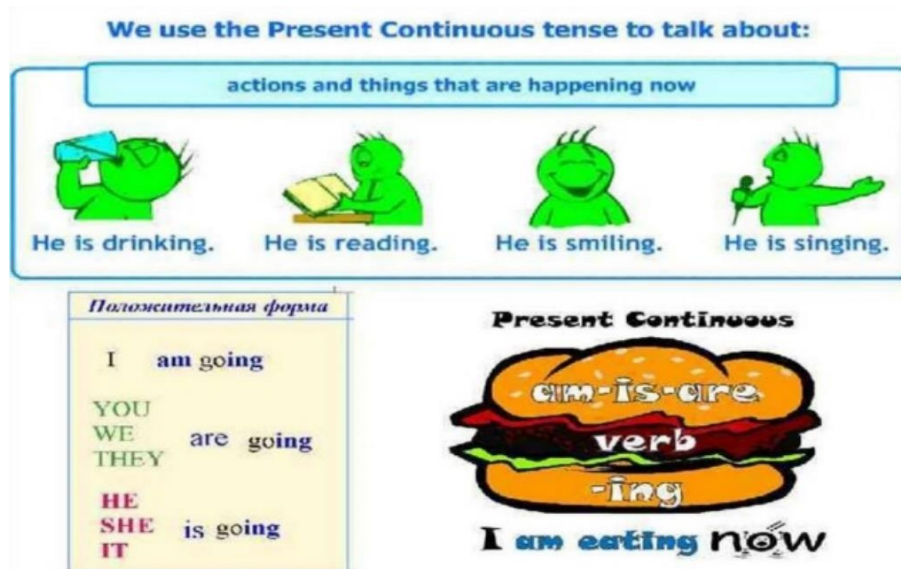 We use the Present Continuous tense to talk about:
actions and things that are happening now
He is drinking. He is reading. He is smiling. He is singing.
Положительная форма
I am going
YOU
WE are going
THEY
HE
SHE is going
IT
Present Continuous
am-is-are
verb
-ing
I am eating now